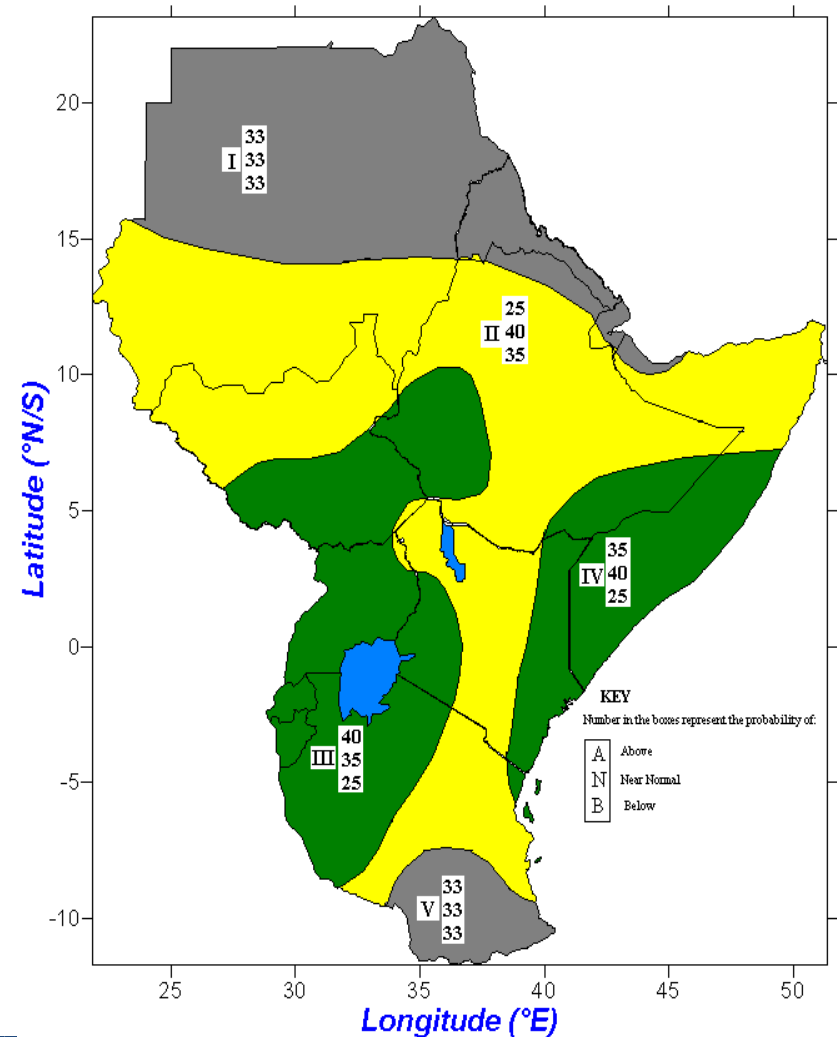 20
15
10
5
0
-5
-10
25
30
35
40
45
50
Latitude (°N/S)
Longitude (°E)
33
I 33
33
25
II 40
35
35
IV 40
25
40
III 35
25
33
V 33
33
KEY
Number in the boxes represent the probability of:
A Above
N Near Normal
B Below